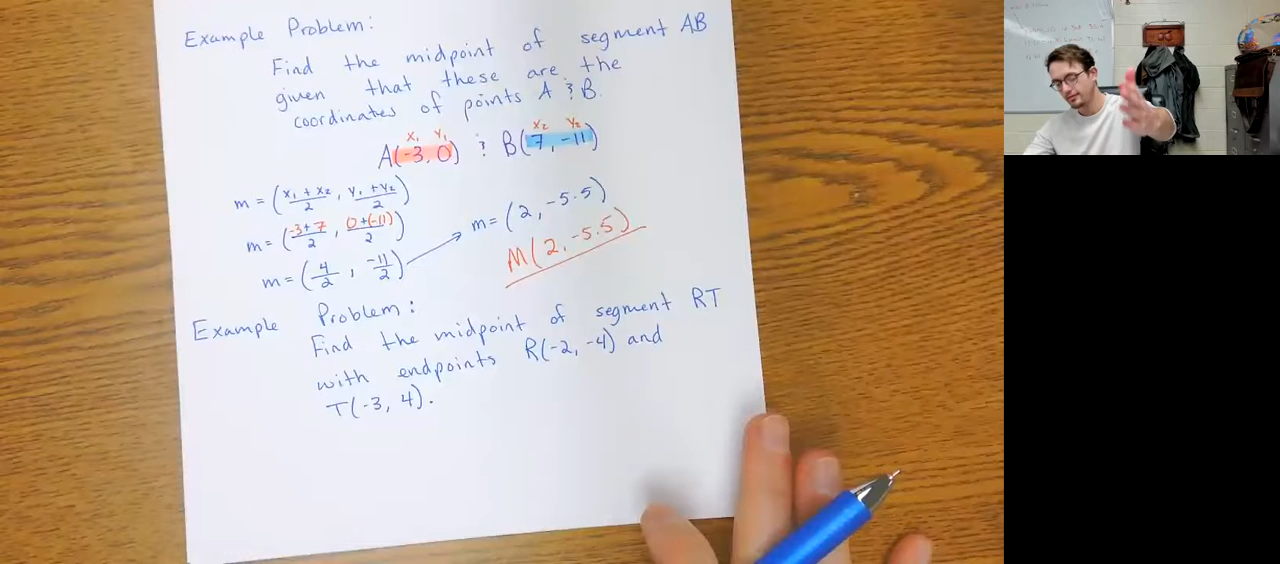 Example Problem:
Find the midpoint of segment AB
given that these are the
coordinates of points A & B.
x₁ y₁ x₂ y₂
A(-3, 0) & B(7, -11)
m = (x₁ + x₂/2, y₁ + y₂/2)
m = (-3+7/2, 0+(-11)/2)
m = (4/2, -11/2)
m = (2, -5.5)
M(2, -5.5)
Example Problem:
Find the midpoint of segment RT
with endpoints R(-2, -4) and
T(-3, 4).